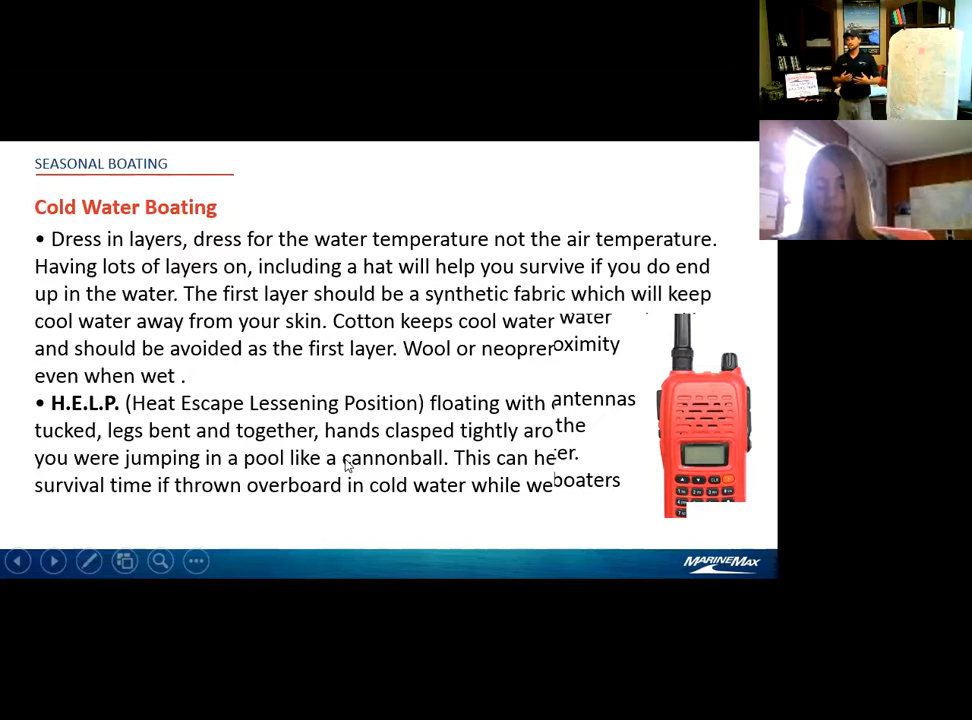 SEASONAL BOATING
Cold Water Boating
• Dress in layers, dress for the water temperature not the air temperature.
Having lots of layers on, including a hat will help you survive if you do end
up in the water. The first layer should be a synthetic fabric which will keep
cool water away from your skin. Cotton keeps cool water water
and should be avoided as the first layer. Wool or neopren oximity
even when wet .
• H.E.L.P. (Heat Escape Lessening Position) floating with antennas
tucked, legs bent and together, hands clasped tightly aro the
you were jumping in a pool like a cannonball. This can he er.
survival time if thrown overboard in cold water while we boaters
MARINEMAX